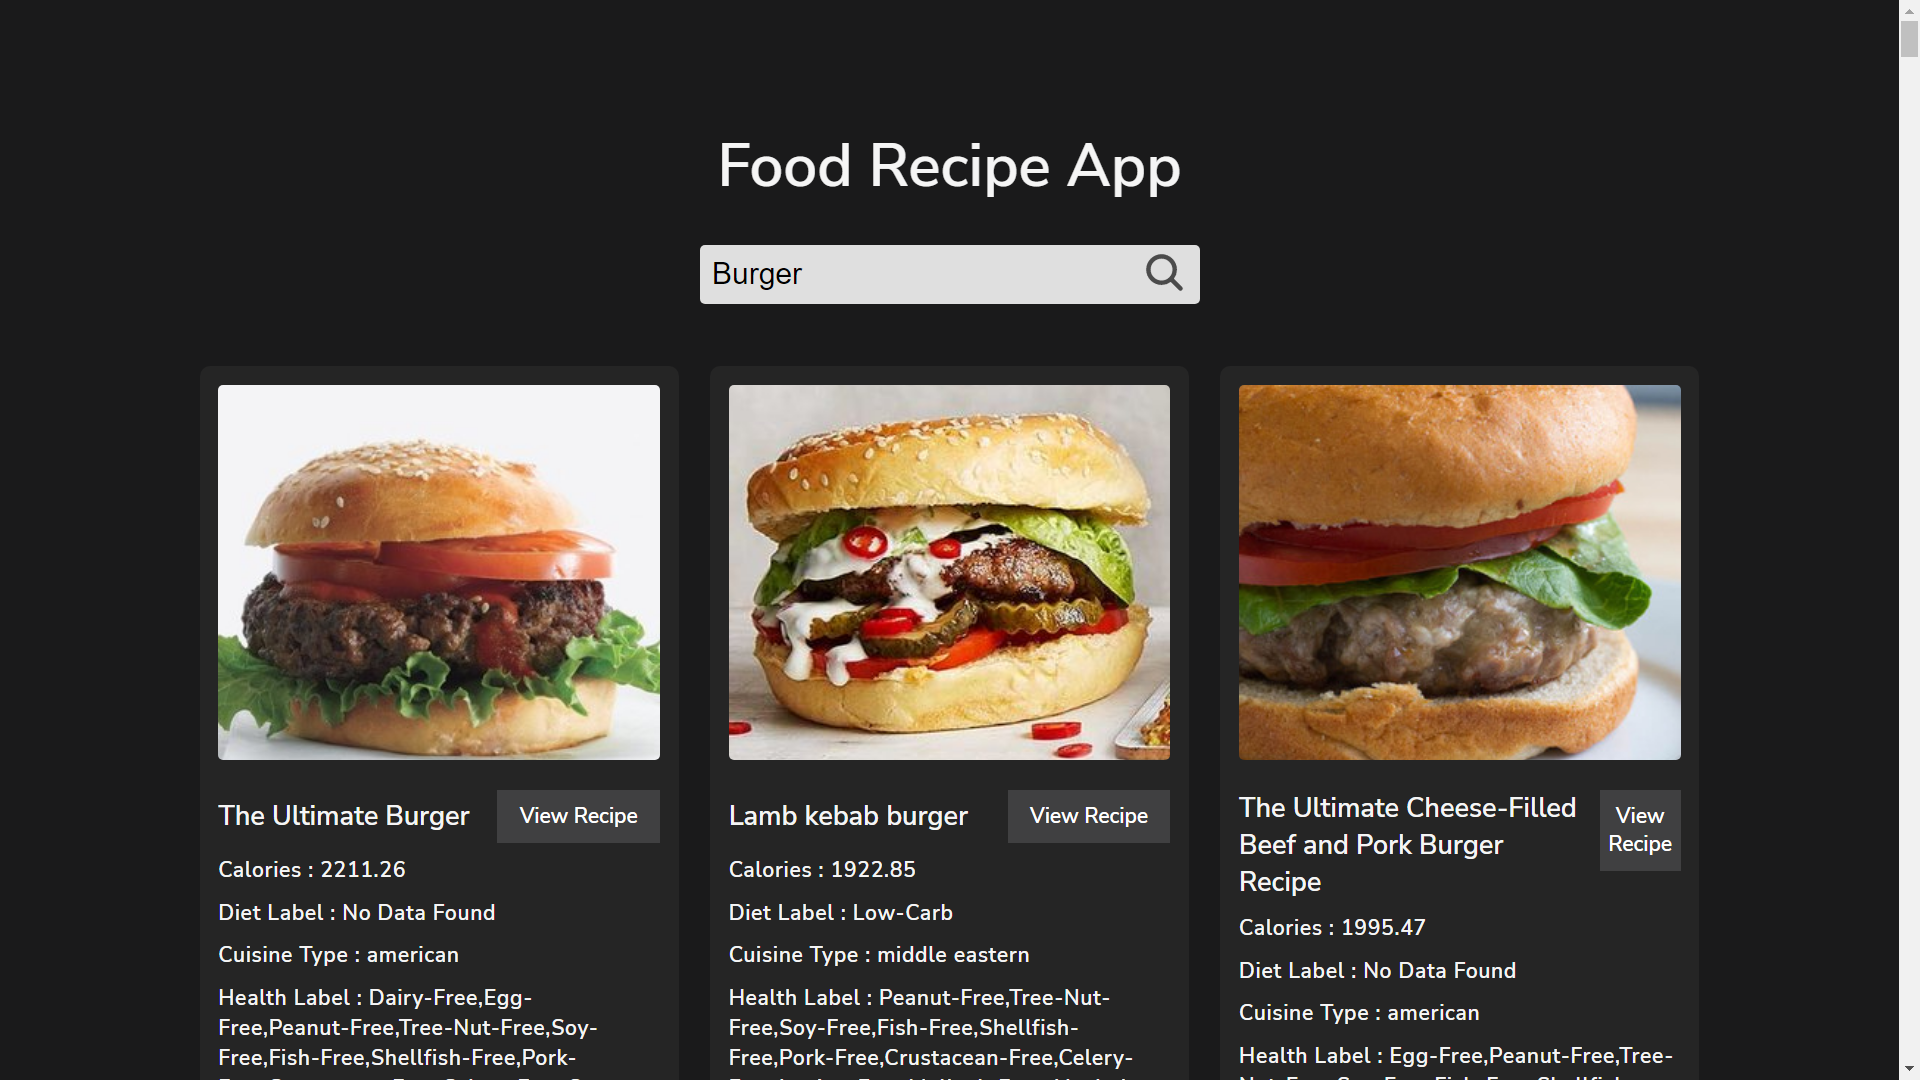 Food Recipe App
Burger
The Ultimate Burger
View Recipe
Calories : 2211.26
Diet Label : No Data Found
Cuisine Type : american
Health Label : Dairy-Free,Egg-
Free,Peanut-Free,Tree-Nut-Free,Soy-
Free,Fish-Free,Shellfish-Free,Pork-
Lamb kebab burger
View Recipe
Calories : 1922.85
Diet Label : Low-Carb
Cuisine Type : middle eastern
Health Label : Peanut-Free,Tree-Nut-
Free,Soy-Free,Fish-Free,Shellfish-
Free,Pork-Free,Crustacean-Free,Celery-
The Ultimate Cheese-Filled
Beef and Pork Burger
Recipe
View
Recipe
Calories : 1995.47
Diet Label : No Data Found
Cuisine Type : american
Health Label : Egg-Free,Peanut-Free,Tree-